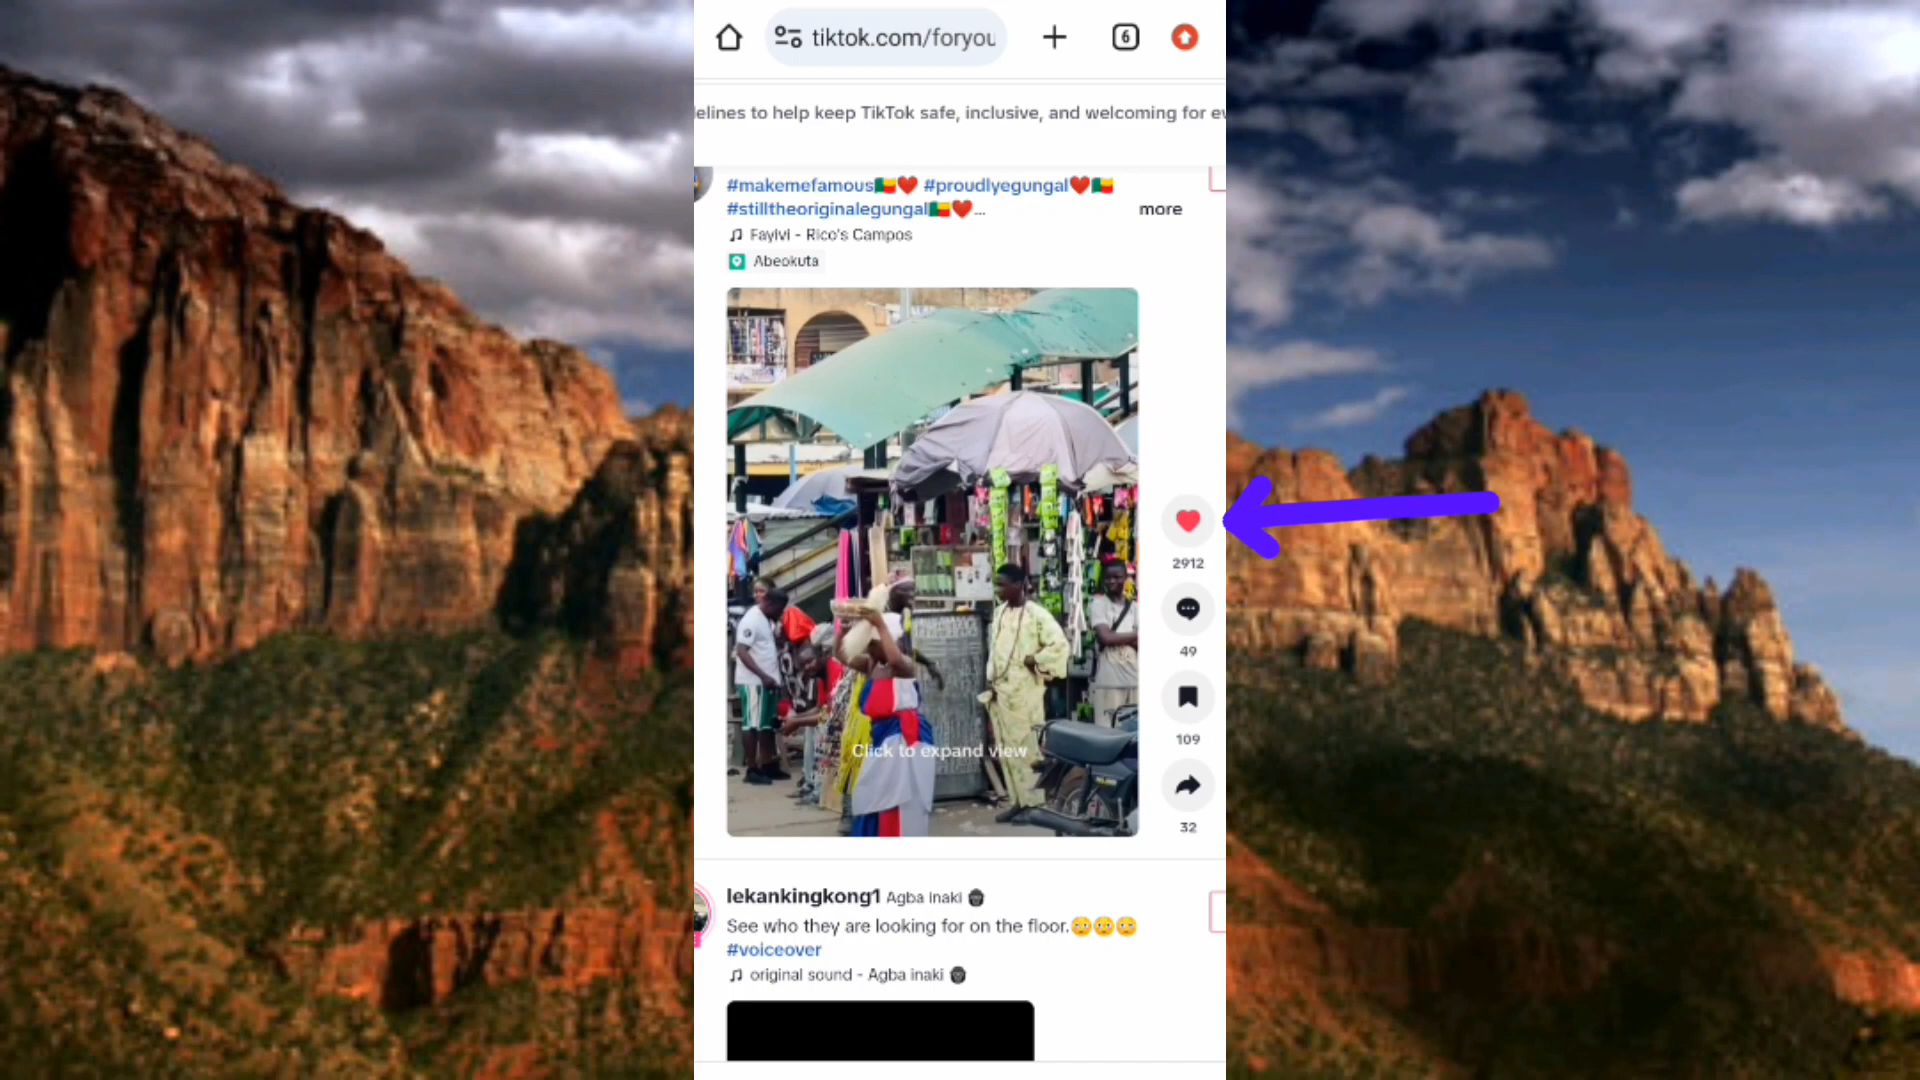 tiktok.com/foryou
6
elines to help keep TikTok safe, inclusive, and welcoming for ev
#makemefamous🇧🇯❤️ #proudlyegungal❤️🇧🇯
#stilltheoriginalegungal🇧🇯❤️... more
Fayivi - Rico's Campos
Abeokuta
2912
49
Click to expand view
109
32
lekankingkong1 Agba inaki 🦍
See who they are looking for on the floor.😳😳😳
#voiceover
original sound - Agba inaki 🦍